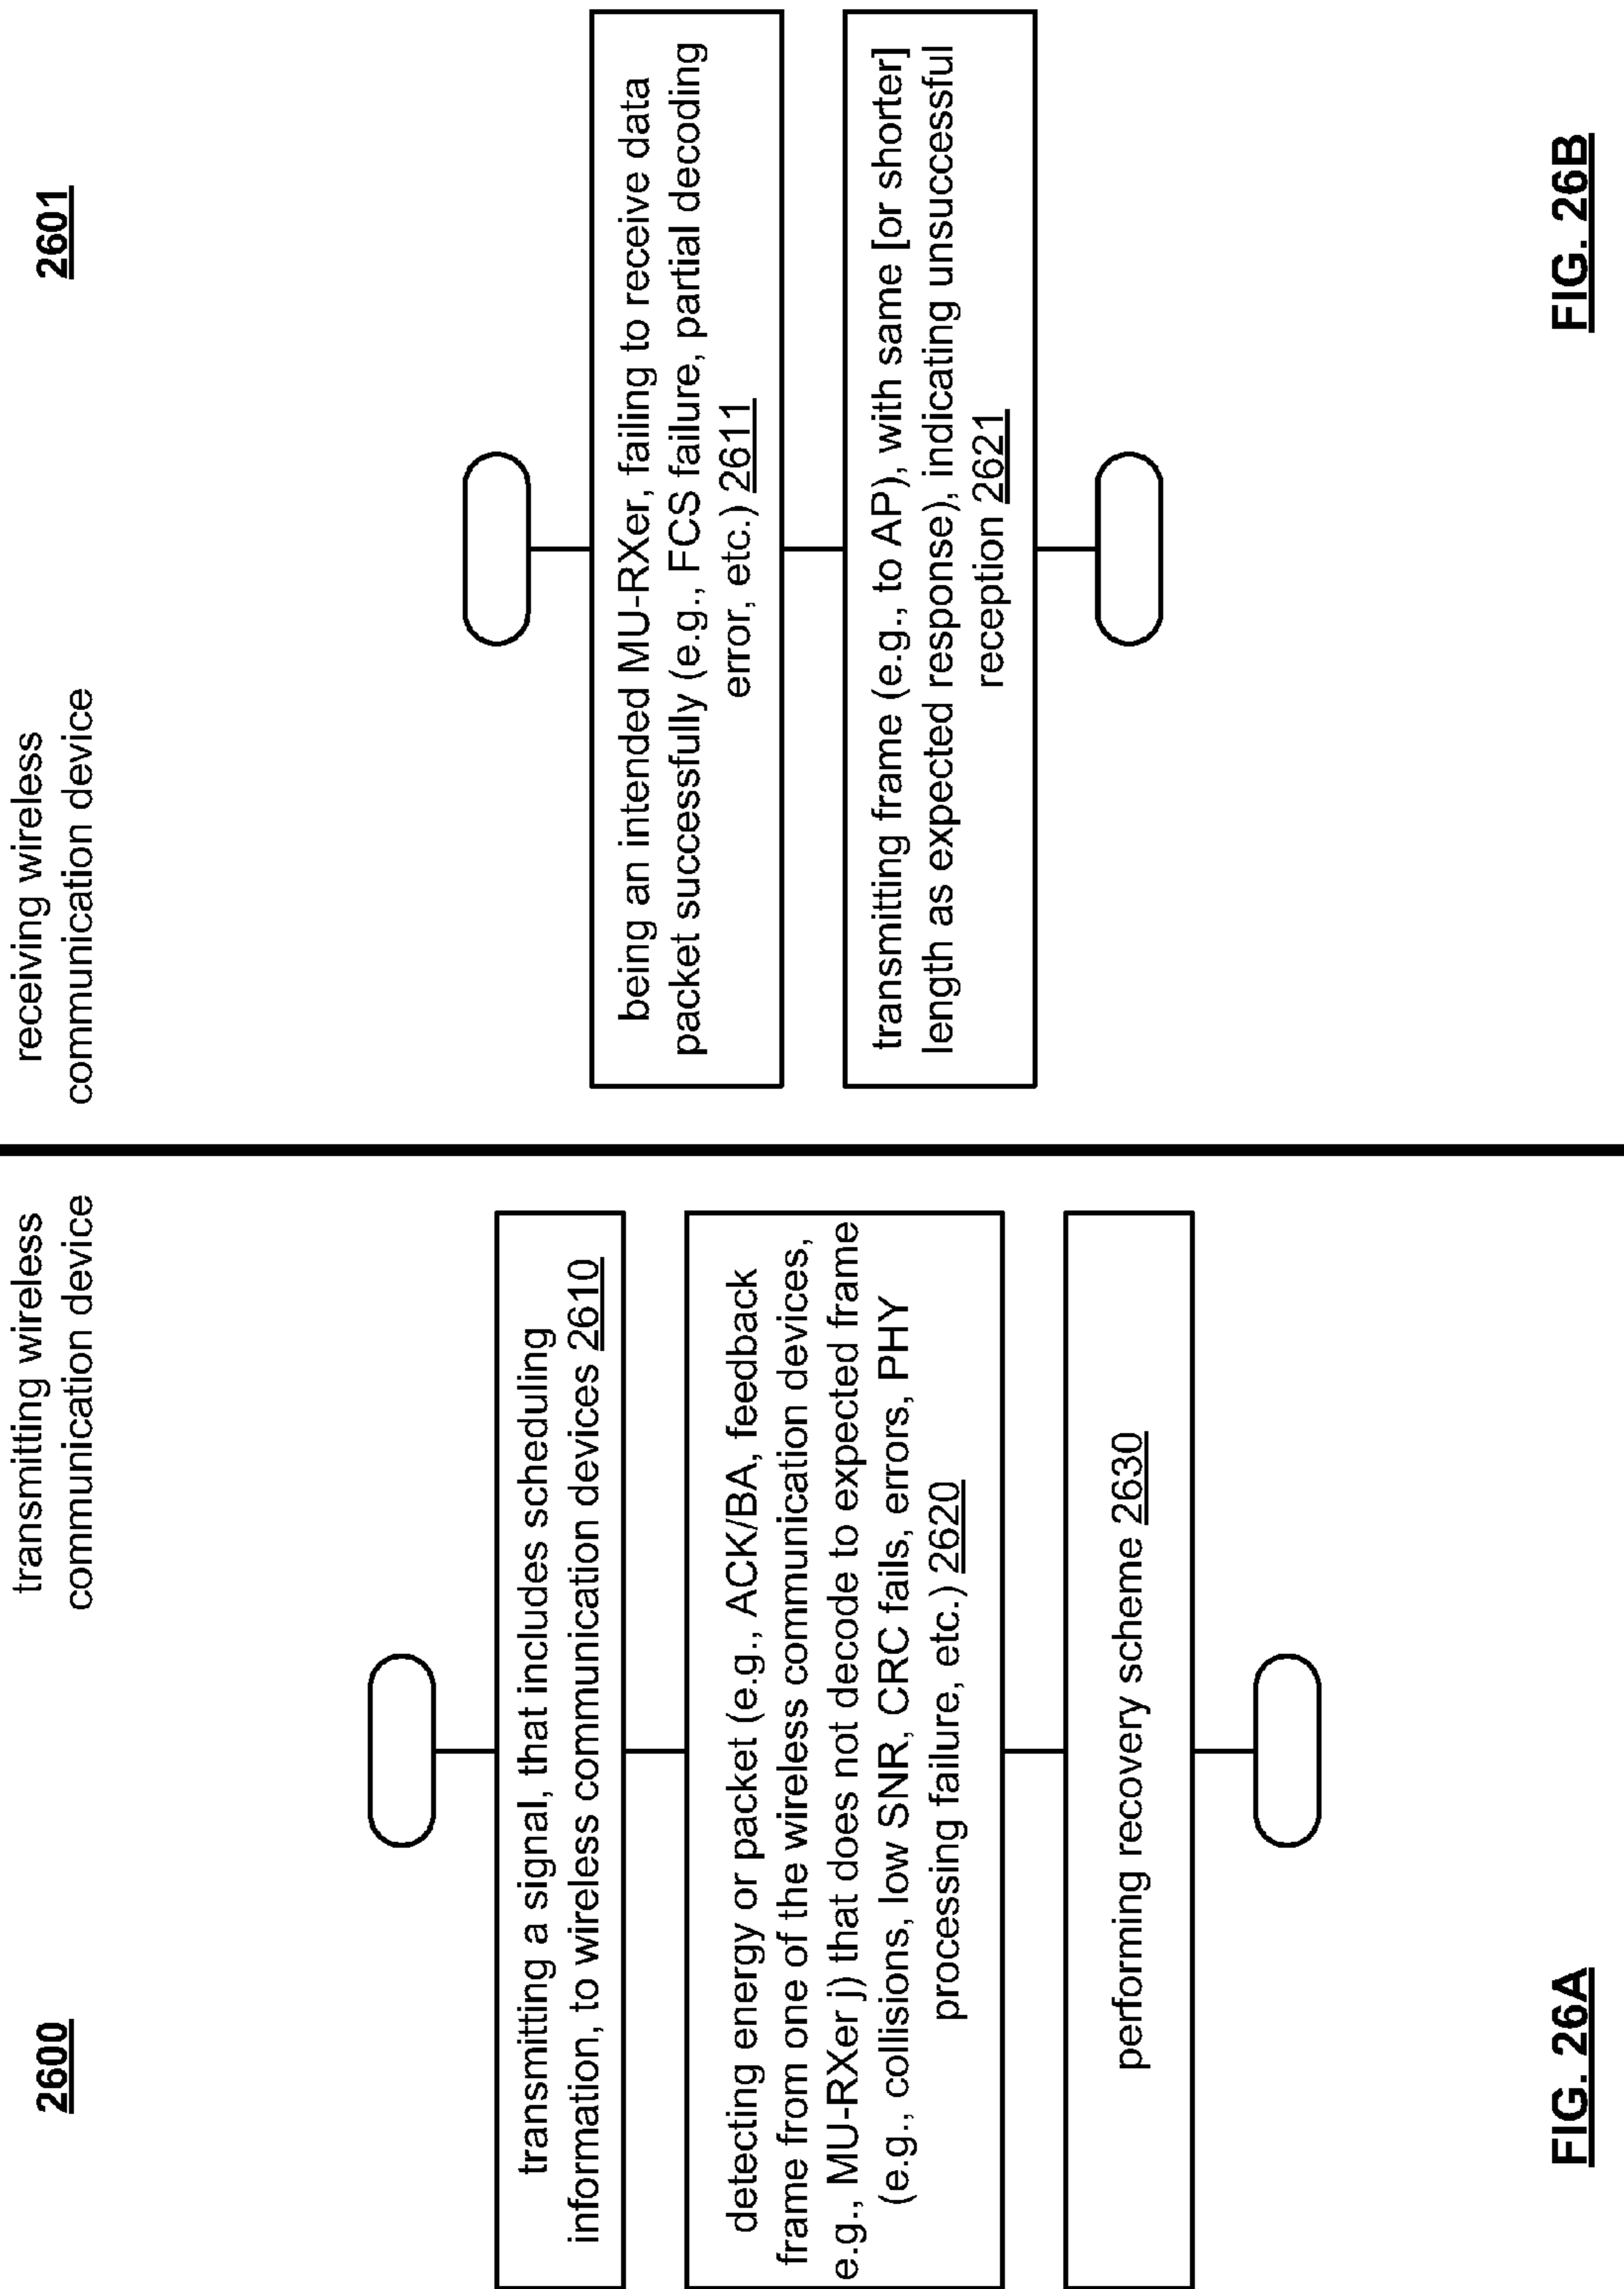 2600
transmitting wireless
communication device
transmitting a signal, that includes scheduling
information, to wireless communication devices 2610
detecting energy or packet (e.g., ACK/BA, feedback
frame from one of the wireless communication devices,
e.g., MU-RXer j) that does not decode to expected frame
(e.g., collisions, low SNR, CRC fails, errors, PHY
processing failure, etc.) 2620
performing recovery scheme 2630
FIG. 26A
receiving wireless
communication device
2601
being an intended MU-RXer, failing to receive data
packet successfully (e.g., FCS failure, partial decoding
error, etc.) 2611
transmitting frame (e.g., to AP), with same [or shorter]
length as expected response), indicating unsuccessful
reception 2621
FIG. 26B